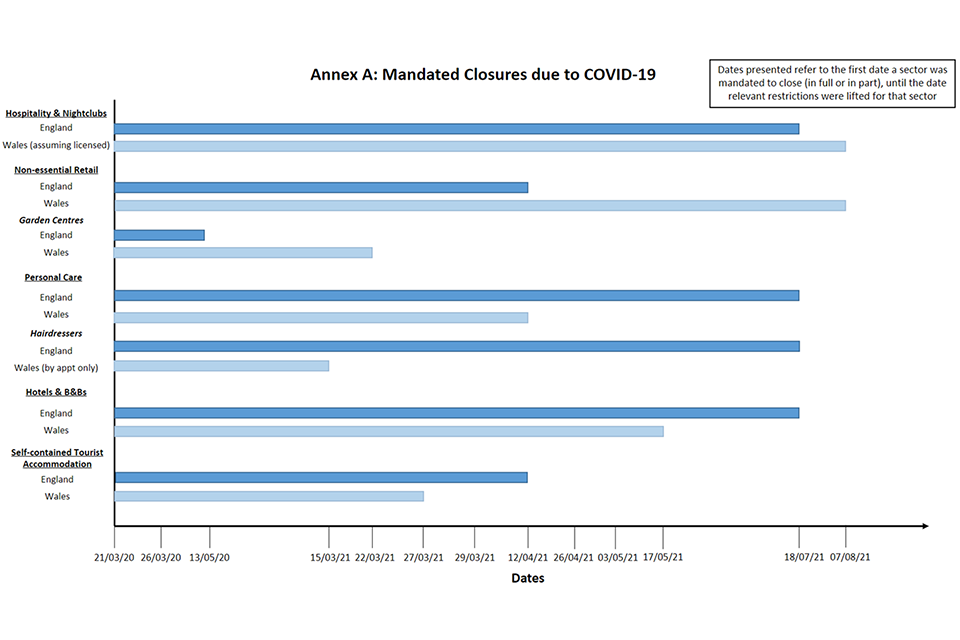 Annex A: Mandated Closures due to COVID-19
Dates presented refer to the first date a sector was
mandated to close (in full or in part), until the date
relevant restrictions were lifted for that sector
Hospitality & Nightclubs
England
Wales (assuming licensed)
Non-essential Retail
England
Wales
Garden Centres
England
Wales
Personal Care
England
Wales
Hairdressers
England
Wales (by appt only)
Hotels & B&Bs
England
Wales
Self-contained Tourist
Accommodation
England
Wales
21/03/20 26/03/20 13/05/20 15/03/21 22/03/21 27/03/21 29/03/21 12/04/21 26/04/21 03/05/21 17/05/21 18/07/21 07/08/21
Dates